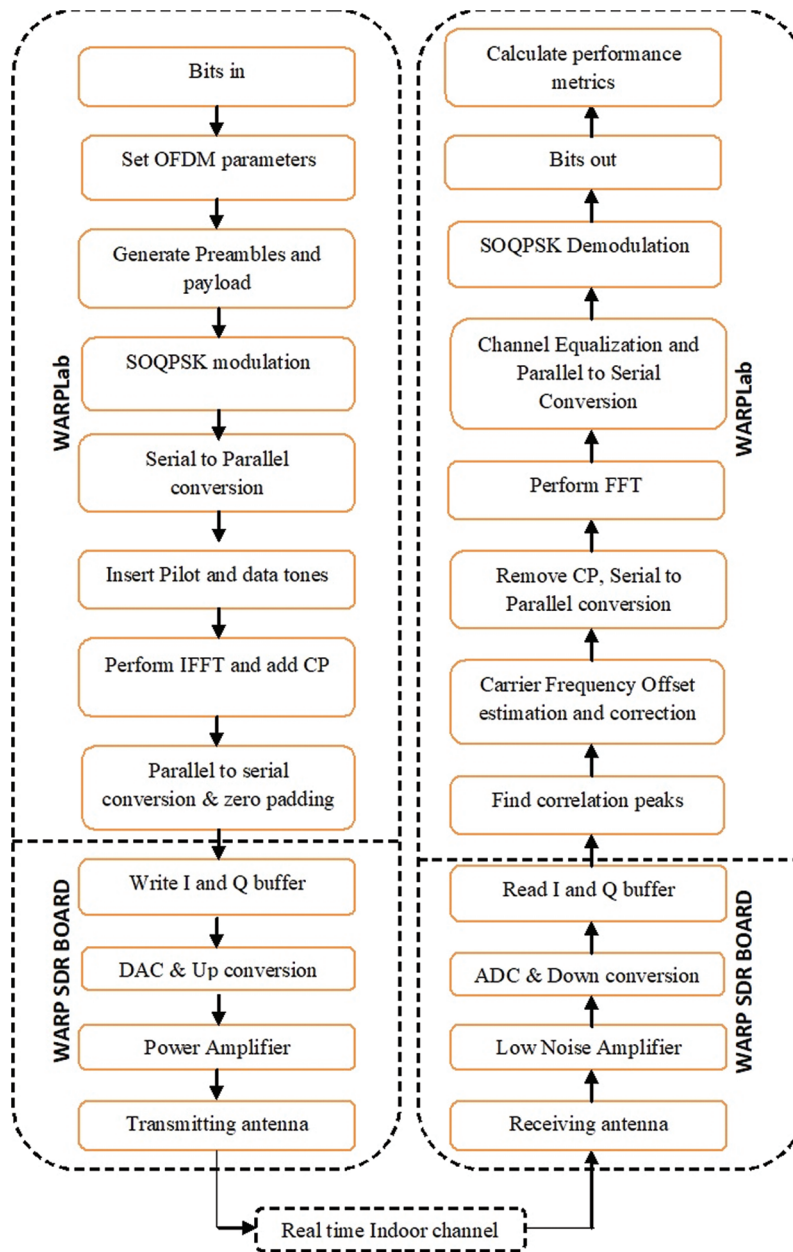 Bits in
Set OFDM parameters
Generate Preambles and
payload
SOQPSK modulation
Serial to Parallel
conversion
Insert Pilot and data tones
Perform IFFT and add CP
Parallel to serial
conversion & zero padding
WARPLab
Write I and Q buffer
DAC & Up conversion
Power Amplifier
Transmitting antenna
WARP SDR BOARD
Real time Indoor channel
Calculate performance
metrics
Bits out
SOQPSK Demodulation
Channel Equalization and
Parallel to Serial
Conversion
Perform FFT
Remove CP, Serial to
Parallel conversion
Carrier Frequency Offset
estimation and correction
Find correlation peaks
WARPLab
Read I and Q buffer
ADC & Down conversion
Low Noise Amplifier
Receiving antenna
WARP SDR BOARD